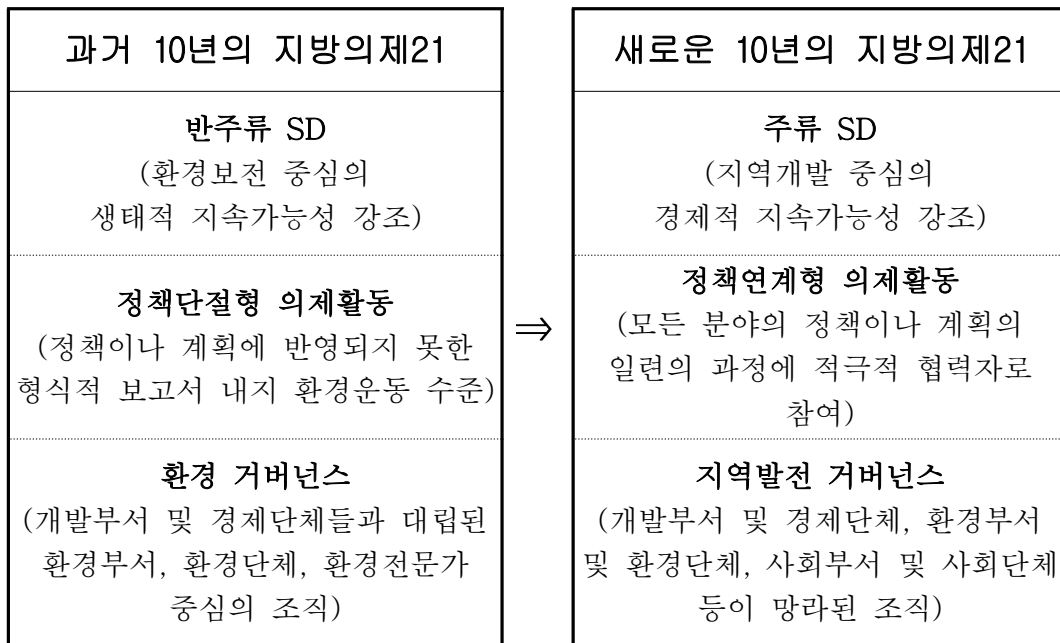 과거 10년의 지방의제21
반주류 SD
(환경보전 중심의
생태적 지속가능성 강조)
정책단절형 의제활동
(정책이나 계획에 반영되지 못한
형식적 보고서 내지 환경운동 수준)
환경 거버넌스
(개발부서 및 경제단체들과 대립된
환경부서, 환경단체, 환경전문가
중심의 조직)
⇒
새로운 10년의 지방의제21
주류 SD
(지역개발 중심의
경제적 지속가능성 강조)
정책연계형 의제활동
(모든 분야의 정책이나 계획의
일련의 과정에 적극적 협력자로
참여)
지역발전 거버넌스
(개발부서 및 경제단체, 환경부서
및 환경단체, 사회부서 및 사회단체
등이 망라된 조직)